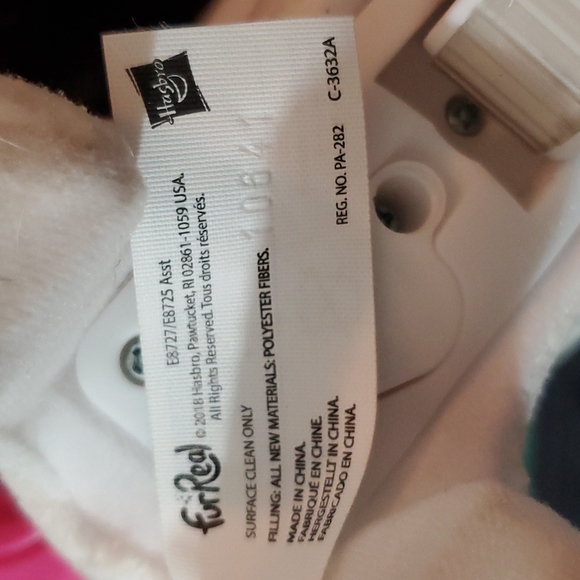 Hasbro
furReal
E8727/E8725 Asst
© 2018 Hasbro, Pawtucket, RI 02861-1059 USA.
All Rights Reserved. Tous droits réservés.
SURFACE CLEAN ONLY
FILLING: ALL NEW MATERIALS: POLYESTER FIBERS.
MADE IN CHINA.
FABRIQUÉ EN CHINE.
HERGESTELLT IN CHINA.
FABRICADO EN CHINA.
REG. NO. PA-282
C-3632A